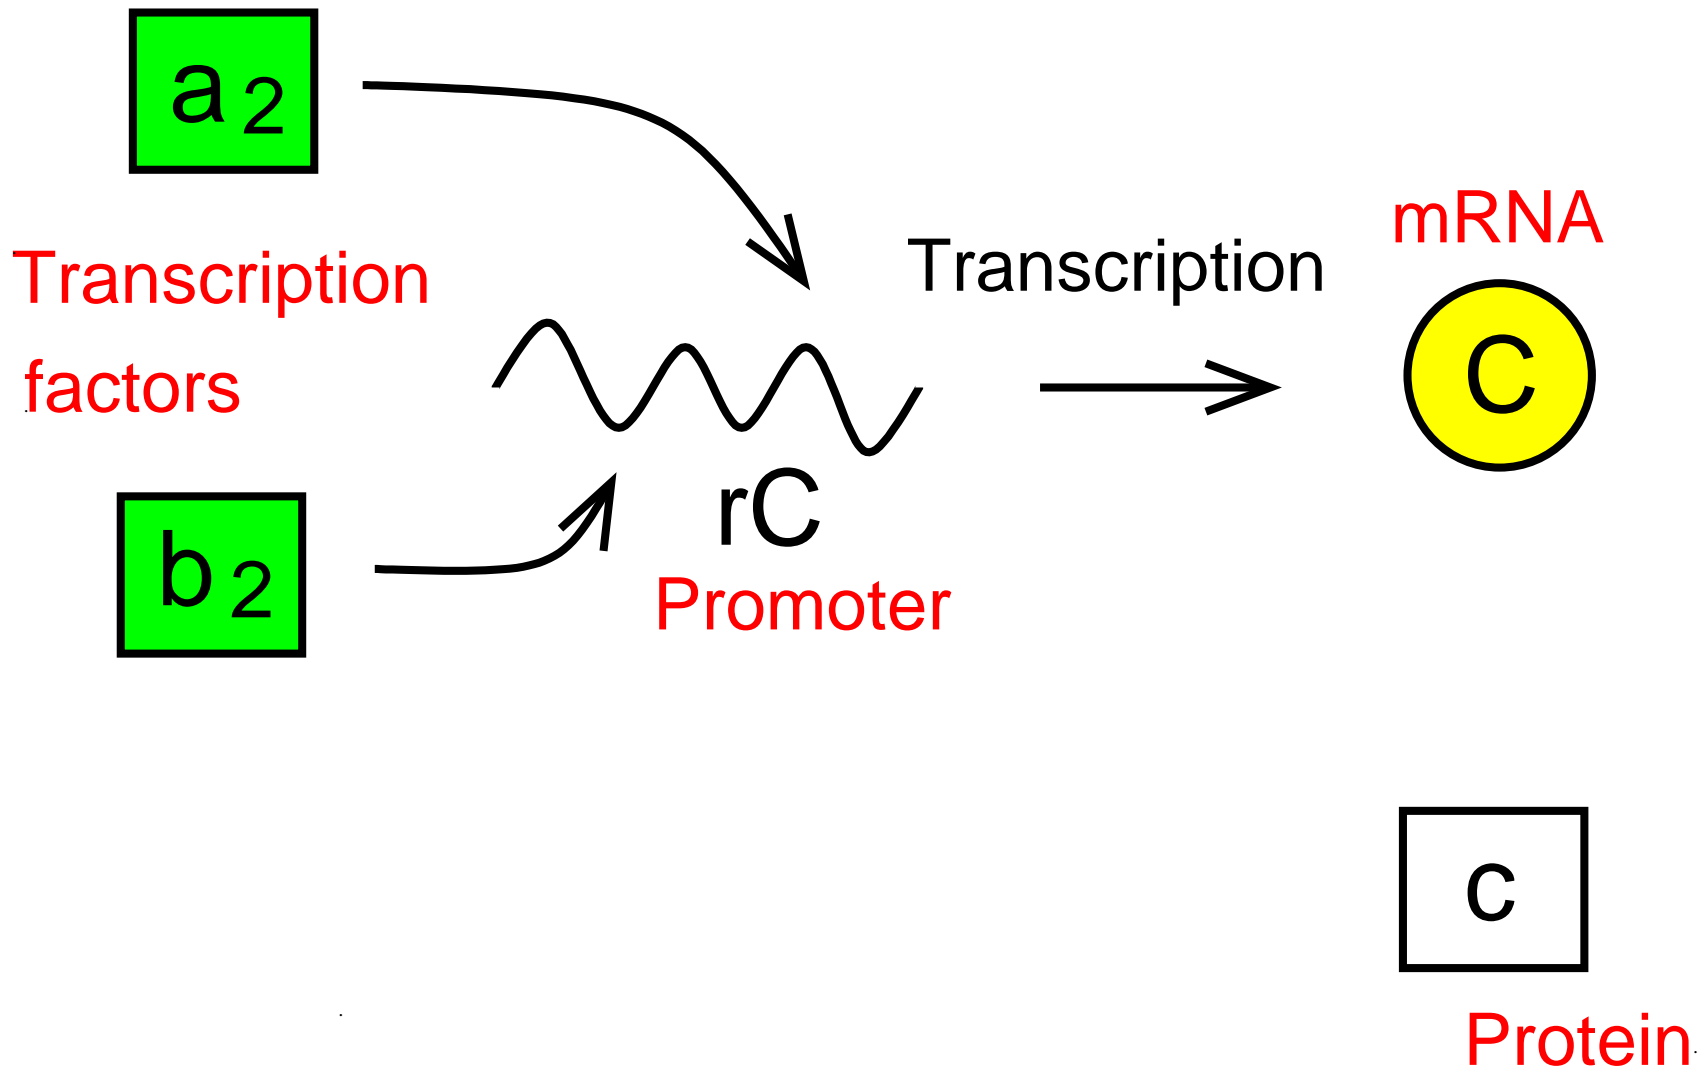 a2
Transcription
factors
b2
rC
Promoter
Transcription
mRNA
C
c
Protein